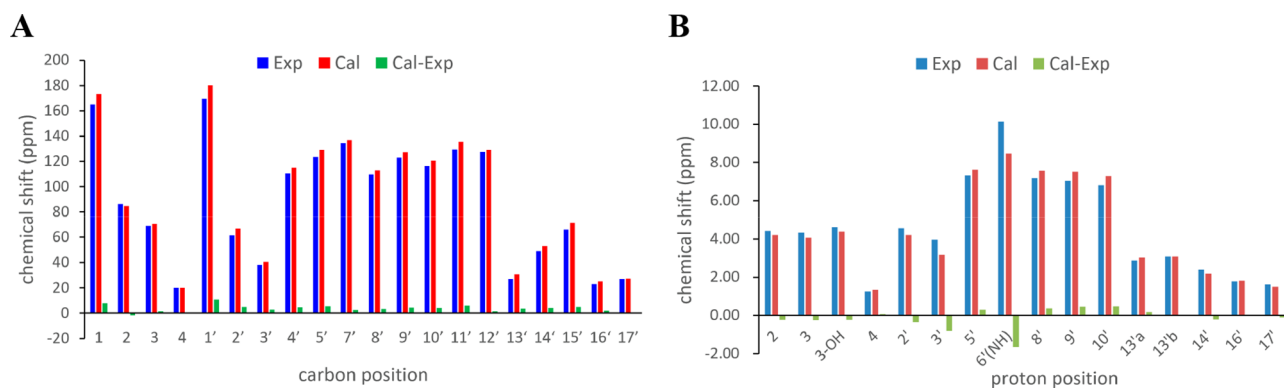 A
B
Exp Cal Cal-Exp
chemical shift (ppm)
200
180
160
140
120
100
80
60
40
20
0
-20
1 2 3 4 1’ 2’ 3’ 4’ 5’ 7’ 8’ 9’ 10’ 11’ 12’ 13’ 14‘ 15’ 16‘ 17’
carbon position
Exp Cal Cal-Exp
chemical shift (ppm)
12.00
10.00
8.00
6.00
4.00
2.00
0.00
-2.00
2 3 3-OH 4 2' 3' 5' 6'(NH) 8' 9' 10' 13'a 13'b 14' 16' 17'
proton position